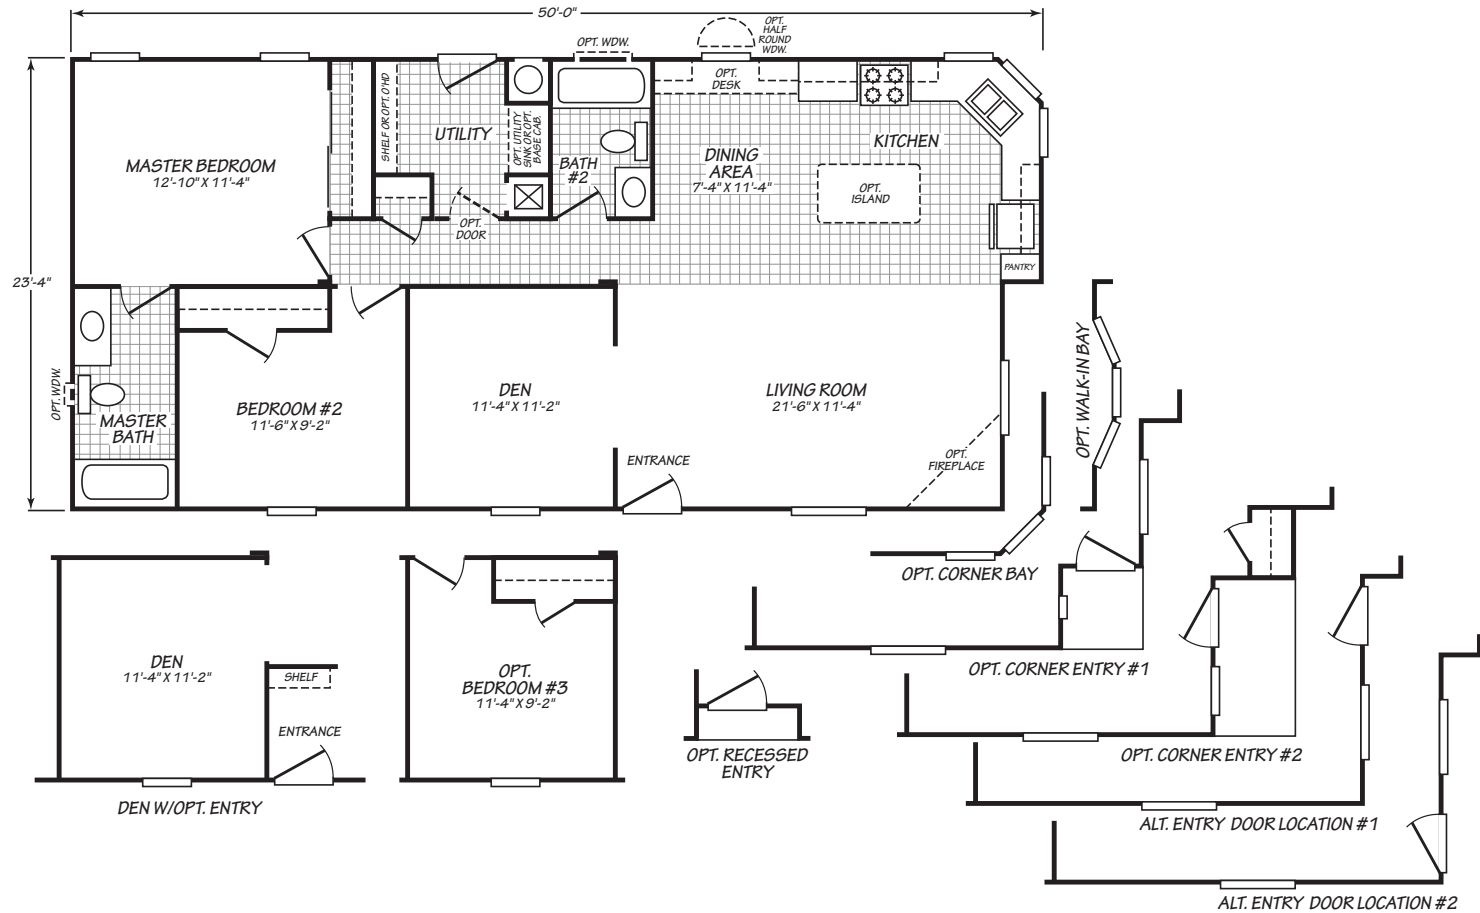 50'-0"
OPT.
HALF
ROUND
WDW.
OPT. WDW.
SHELF OR OPT. O'HD
UTILITY
OPT. UTILITY
SINK OR OPT.
BASE CAB.
OPT.
DESK
KITCHEN
MASTER BEDROOM
12'-10" X 11'-4"
BATH
#2
DINING
AREA
7'-4" X 11'-4"
OPT.
ISLAND
OPT.
DOOR
PANTRY
23'-4"
OPT. WDW.
MASTER
BATH
BEDROOM #2
11'-6" X 9'-2"
DEN
11'-4" X 11'-2"
LIVING ROOM
21'-6" X 11'-4"
ENTRANCE
OPT.
FIREPLACE
OPT. WALK-IN BAY
OPT. CORNER BAY
DEN
11'-4" X 11'-2"
SHELF
ENTRANCE
DEN W/OPT. ENTRY
OPT.
BEDROOM #3
11'-4" X 9'-2"
OPT. RECESSED
ENTRY
OPT. CORNER ENTRY #1
OPT. CORNER ENTRY #2
ALT. ENTRY DOOR LOCATION #1
ALT. ENTRY DOOR LOCATION #2